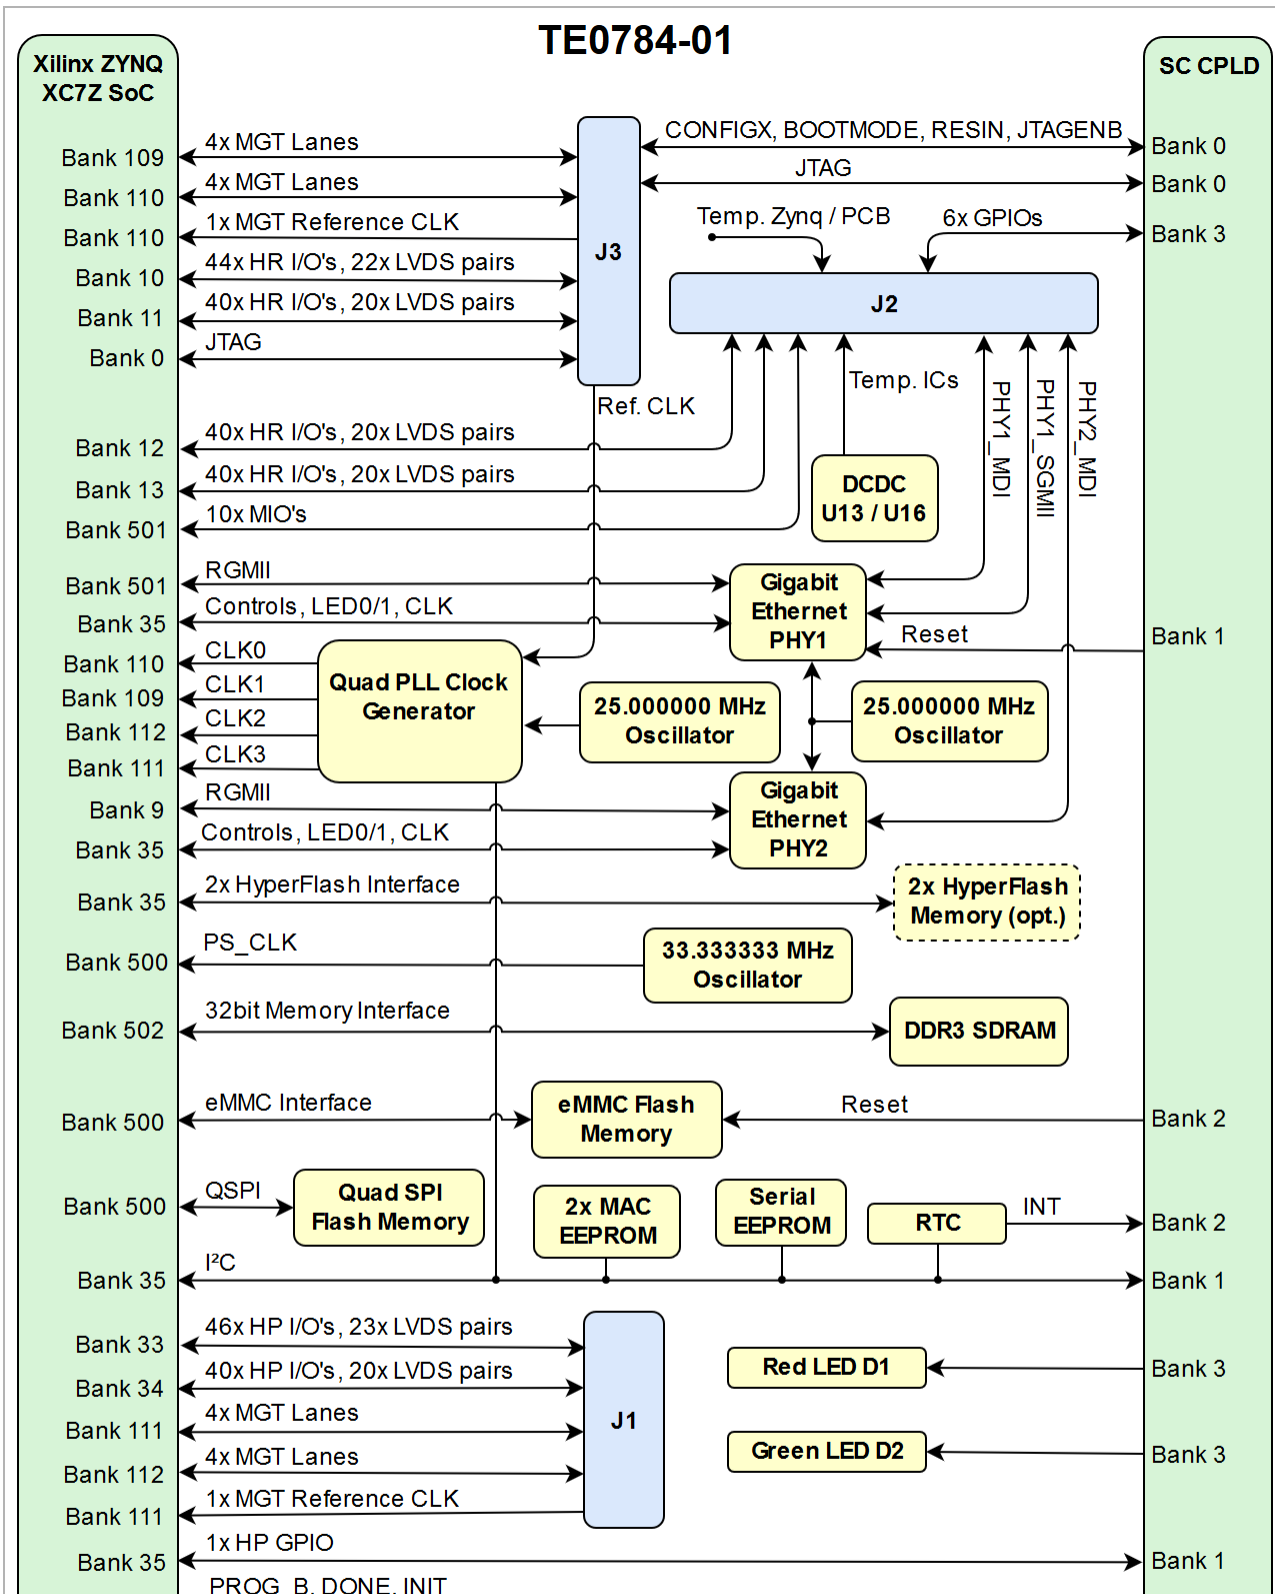 TE0784-01
Xilinx ZYNQ
XC7Z SoC
SC CPLD
Bank 109
4x MGT Lanes
Bank 110
4x MGT Lanes
Bank 110
1x MGT Reference CLK
Bank 10
44x HR I/O's, 22x LVDS pairs
Bank 11
40x HR I/O's, 20x LVDS pairs
Bank 0
JTAG
J3
CONFIGX, BOOTMODE, RESIN, JTAGENB
Bank 0
JTAG
Bank 0
Temp. Zynq / PCB
6x GPIOs
Bank 3
J2
Ref. CLK
Temp. ICs
PHY1_MDI
PHY1_SGMII
PHY2_MDI
Bank 12
40x HR I/O's, 20x LVDS pairs
Bank 13
40x HR I/O's, 20x LVDS pairs
Bank 501
10x MIO's
DCDC
U13 / U16
Bank 501
RGMII
Bank 35
Controls, LED0/1, CLK
Gigabit
Ethernet
PHY1
Reset
Bank 1
Bank 110
CLK0
Bank 109
CLK1
Bank 112
CLK2
Bank 111
CLK3
Quad PLL Clock
Generator
25.000000 MHz
Oscillator
25.000000 MHz
Oscillator
Bank 9
RGMII
Bank 35
Controls, LED0/1, CLK
Gigabit
Ethernet
PHY2
Bank 35
2x HyperFlash Interface
2x HyperFlash
Memory (opt.)
Bank 500
PS_CLK
33.333333 MHz
Oscillator
Bank 502
32bit Memory Interface
DDR3 SDRAM
Bank 500
eMMC Interface
eMMC Flash
Memory
Reset
Bank 2
Bank 500
QSPI
Quad SPI
Flash Memory
2x MAC
EEPROM
Serial
EEPROM
RTC
INT
Bank 2
Bank 35
I²C
Bank 1
Bank 33
46x HP I/O's, 23x LVDS pairs
Bank 34
40x HP I/O's, 20x LVDS pairs
Bank 111
4x MGT Lanes
Bank 112
4x MGT Lanes
Bank 111
1x MGT Reference CLK
J1
Red LED D1
Bank 3
Green LED D2
Bank 3
Bank 35
1x HP GPIO
Bank 1
PROG_B, DONE, INIT